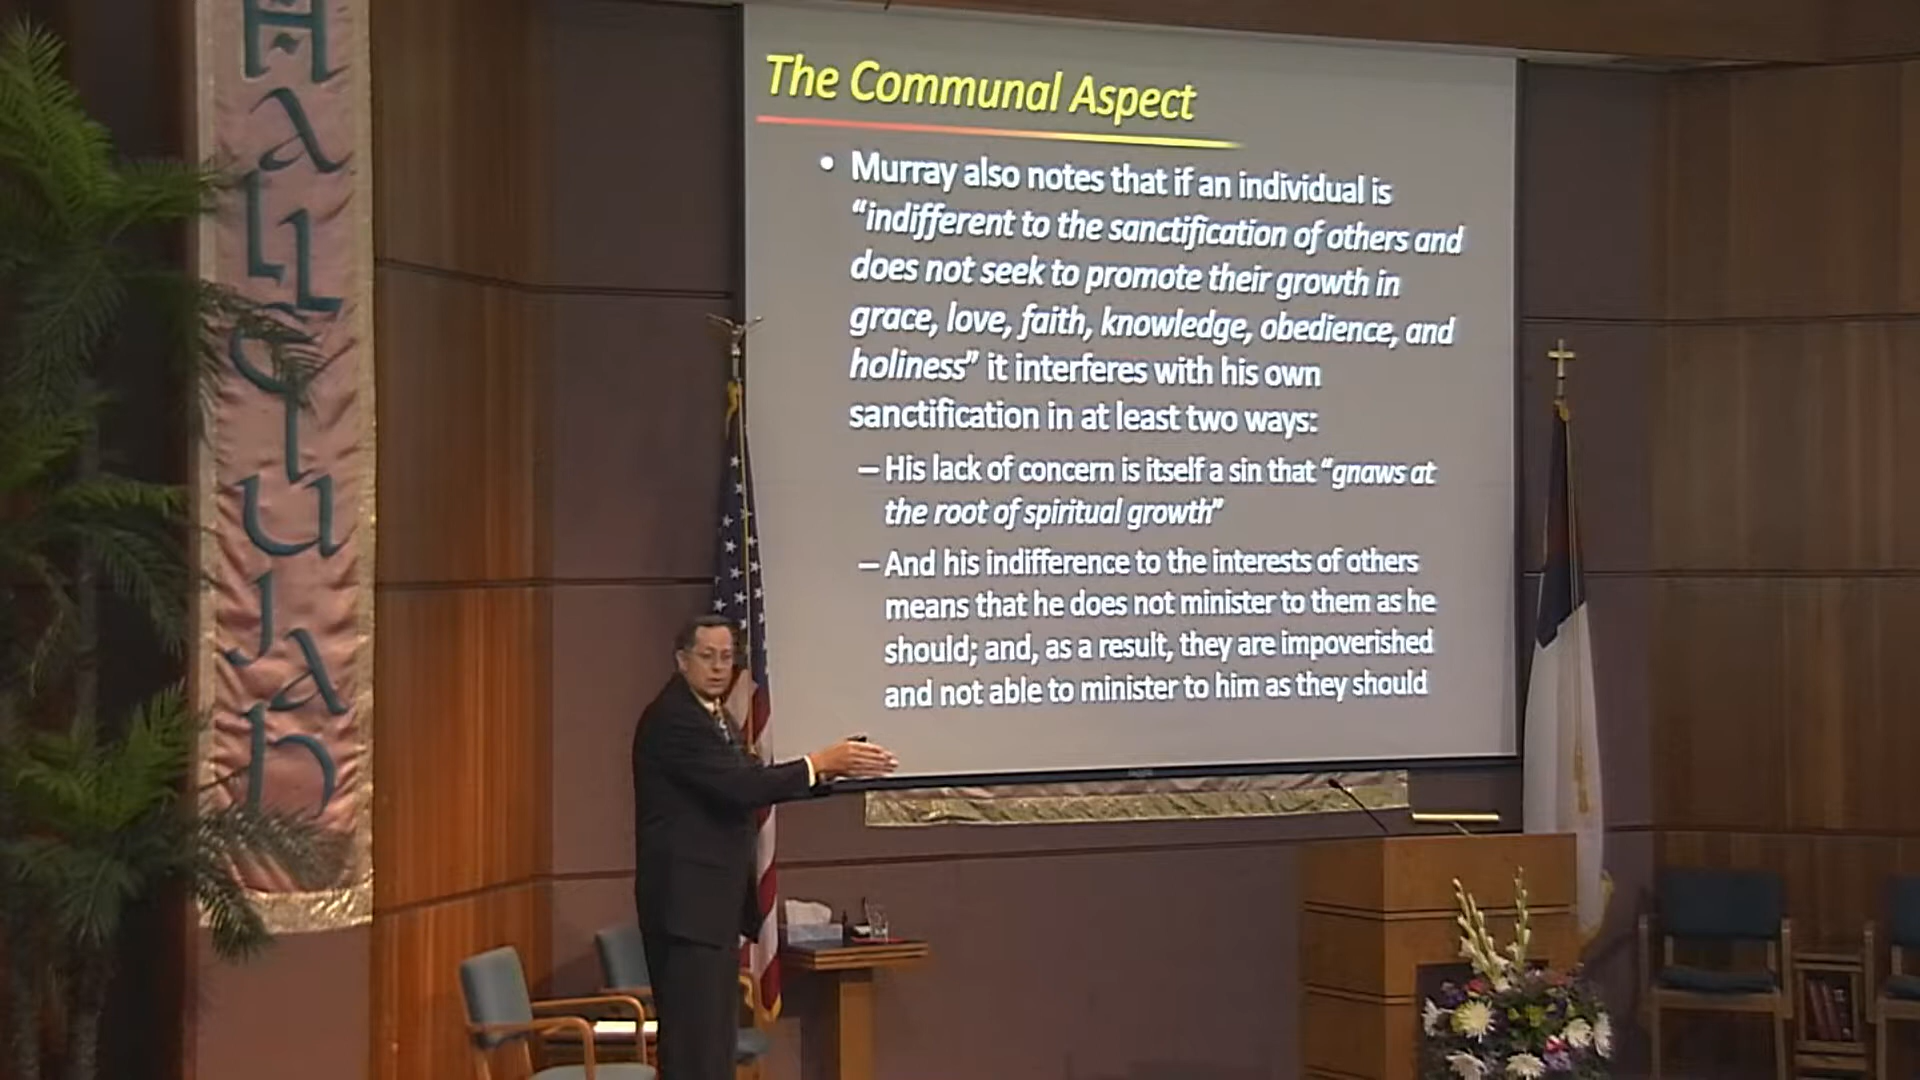 Hallelujah
The Communal Aspect
• Murray also notes that if an individual is
“indifferent to the sanctification of others and
does not seek to promote their growth in
grace, love, faith, knowledge, obedience, and
holiness” it interferes with his own
sanctification in at least two ways:
– His lack of concern is itself a sin that “gnaws at
the root of spiritual growth”
– And his indifference to the interests of others
means that he does not minister to them as he
should; and, as a result, they are impoverished
and not able to minister to him as they should